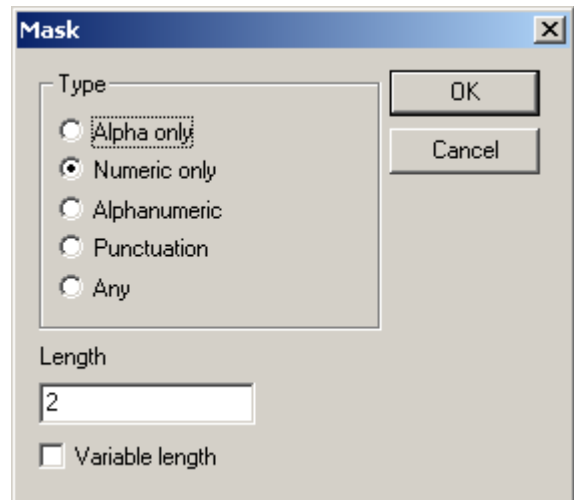 Mask
Type
Alpha only
Numeric only
Alphanumeric
Punctuation
Any
OK
Cancel
Length
2
Variable length